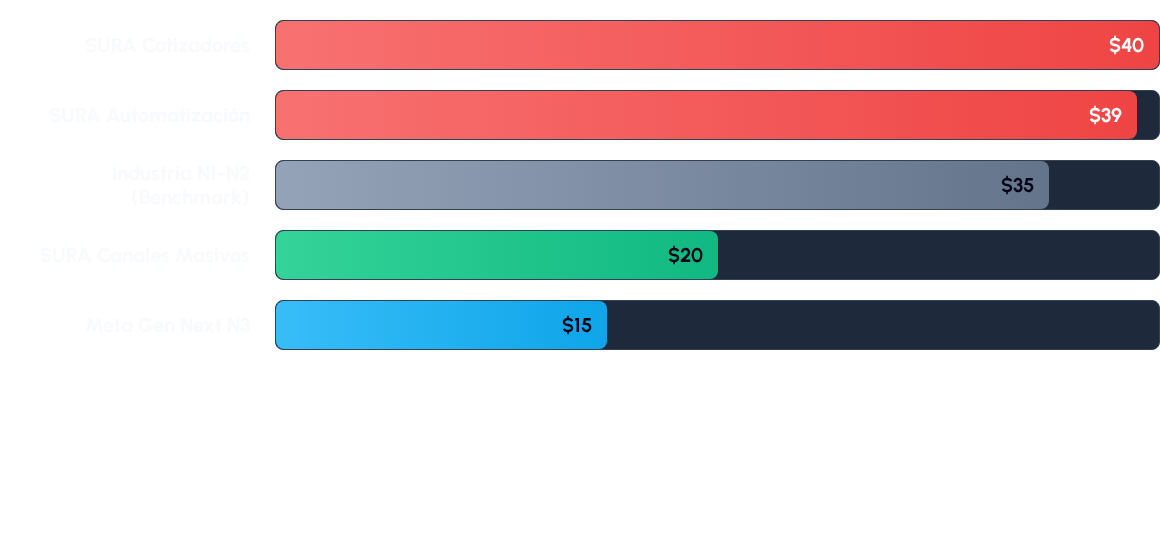 SURA Cotizadores
$40
SURA Automatización
$39
Industria N1-N2
(Benchmark)
$35
SURA Canales Masivos
$20
Meta Gen Next N3
$15